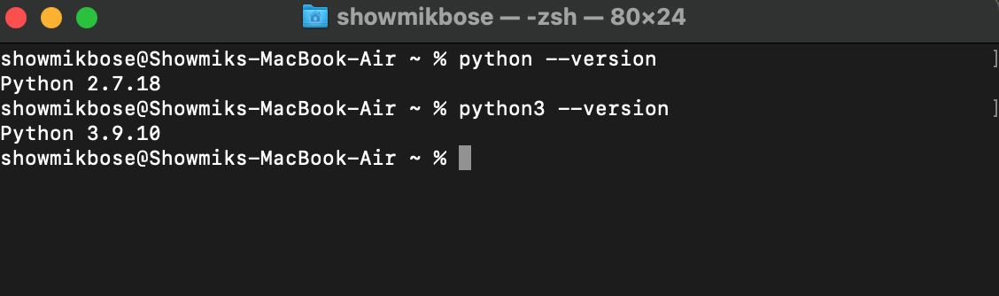 showmikbose — -zsh — 80×24
showmikbose@Showmiks-MacBook-Air ~ % python --version
Python 2.7.18
showmikbose@Showmiks-MacBook-Air ~ % python3 --version
Python 3.9.10
showmikbose@Showmiks-MacBook-Air ~ %